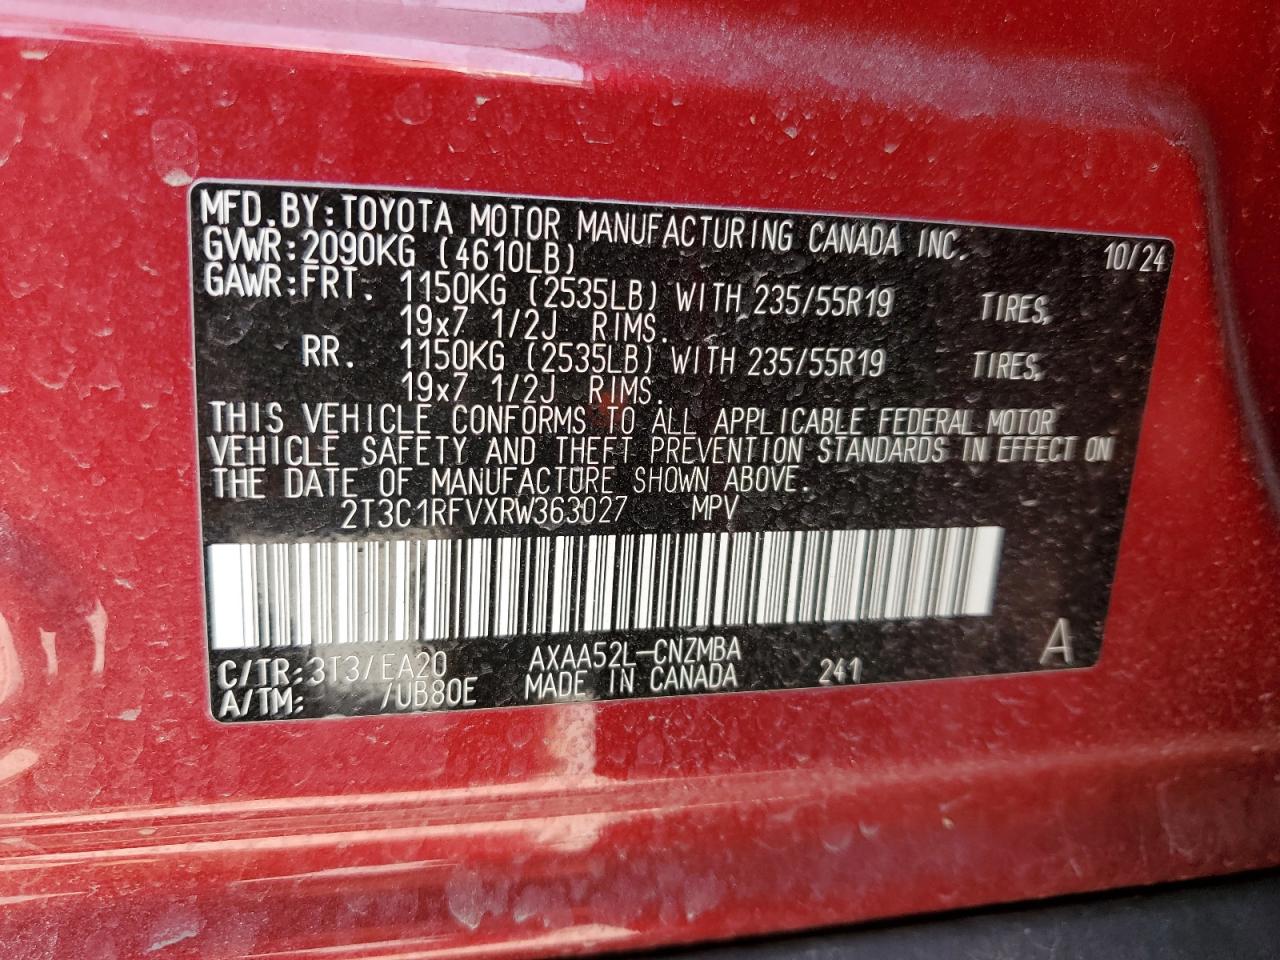 MFD.BY:TOYOTA MOTOR MANUFACTURING CANADA INC. 10/24
GVWR:2090KG (4610LB)
GAWR:FRT. 1150KG (2535LB) WITH 235/55R19 TIRES,
19x7 1/2J RIMS.
RR. 1150KG (2535LB) WITH 235/55R19 TIRES,
19x7 1/2J RIMS.
THIS VEHICLE CONFORMS TO ALL APPLICABLE FEDERAL MOTOR
VEHICLE SAFETY AND THEFT PREVENTION STANDARDS IN EFFECT ON
THE DATE OF MANUFACTURE SHOWN ABOVE.
2T3C1RFVXRW363027 MPV
C/TR:3T3/EA20 AXAA52L-CNZMBA 241 A
A/TM: /UB80E MADE IN CANADA